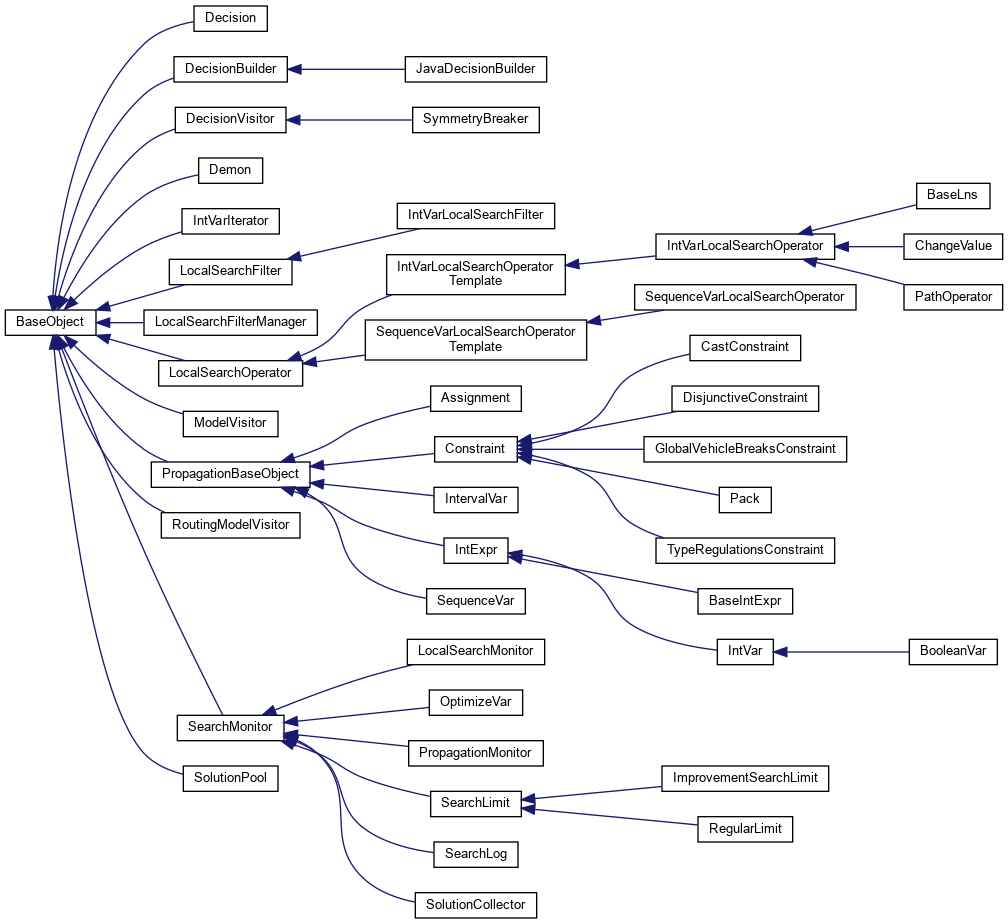 Decision
DecisionBuilder
JavaDecisionBuilder
DecisionVisitor
SymmetryBreaker
Demon
BaseLns
IntVarIterator
IntVarLocalSearchFilter
IntVarLocalSearchOperator
ChangeValue
LocalSearchFilter
IntVarLocalSearchOperator
Template
PathOperator
SequenceVarLocalSearchOperator
BaseObject
LocalSearchFilterManager
SequenceVarLocalSearchOperator
Template
CastConstraint
LocalSearchOperator
Assignment
DisjunctiveConstraint
ModelVisitor
Constraint
GlobalVehicleBreaksConstraint
PropagationBaseObject
IntervalVar
Pack
RoutingModelVisitor
IntExpr
TypeRegulationsConstraint
SequenceVar
BaseIntExpr
LocalSearchMonitor
IntVar
BooleanVar
OptimizeVar
SearchMonitor
PropagationMonitor
SolutionPool
ImprovementSearchLimit
SearchLimit
RegularLimit
SearchLog
SolutionCollector